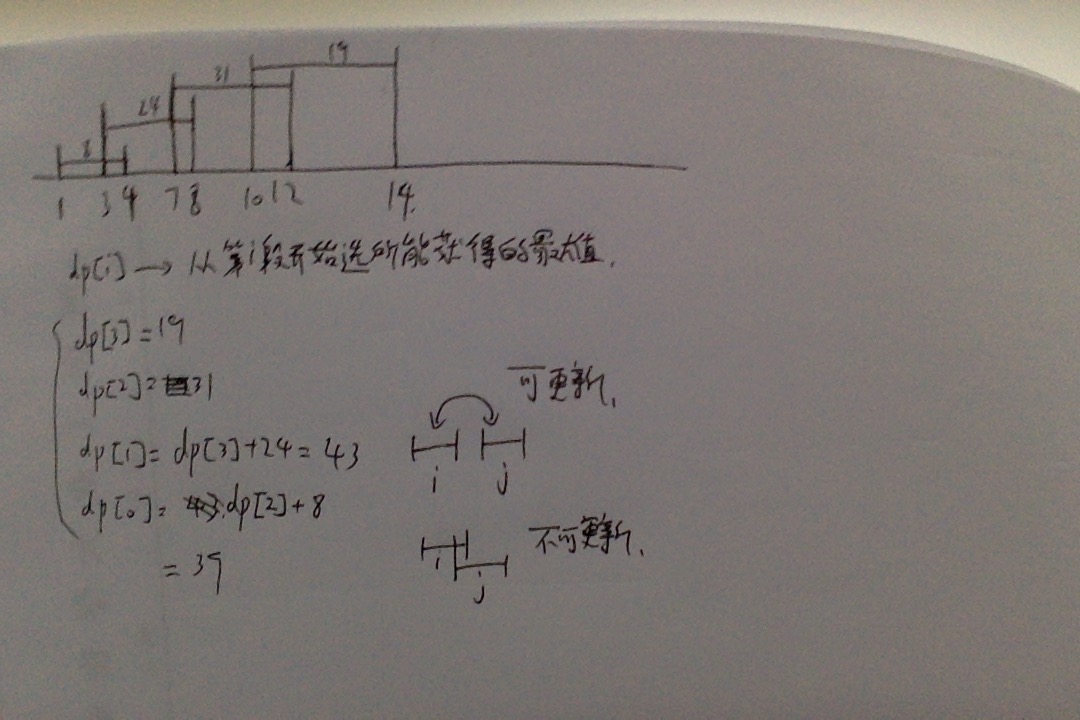 8 24 31 19
1 3 4 7 8 10 12 14.
dp[i] → 从第i段开始选所能获得的最大值.
dp[3] = 19
dp[2] = 31
dp[1] = dp[3]+24 = 43
dp[0] = dp[2]+8
= 39
可更新.
i j
不可更新.
i
j